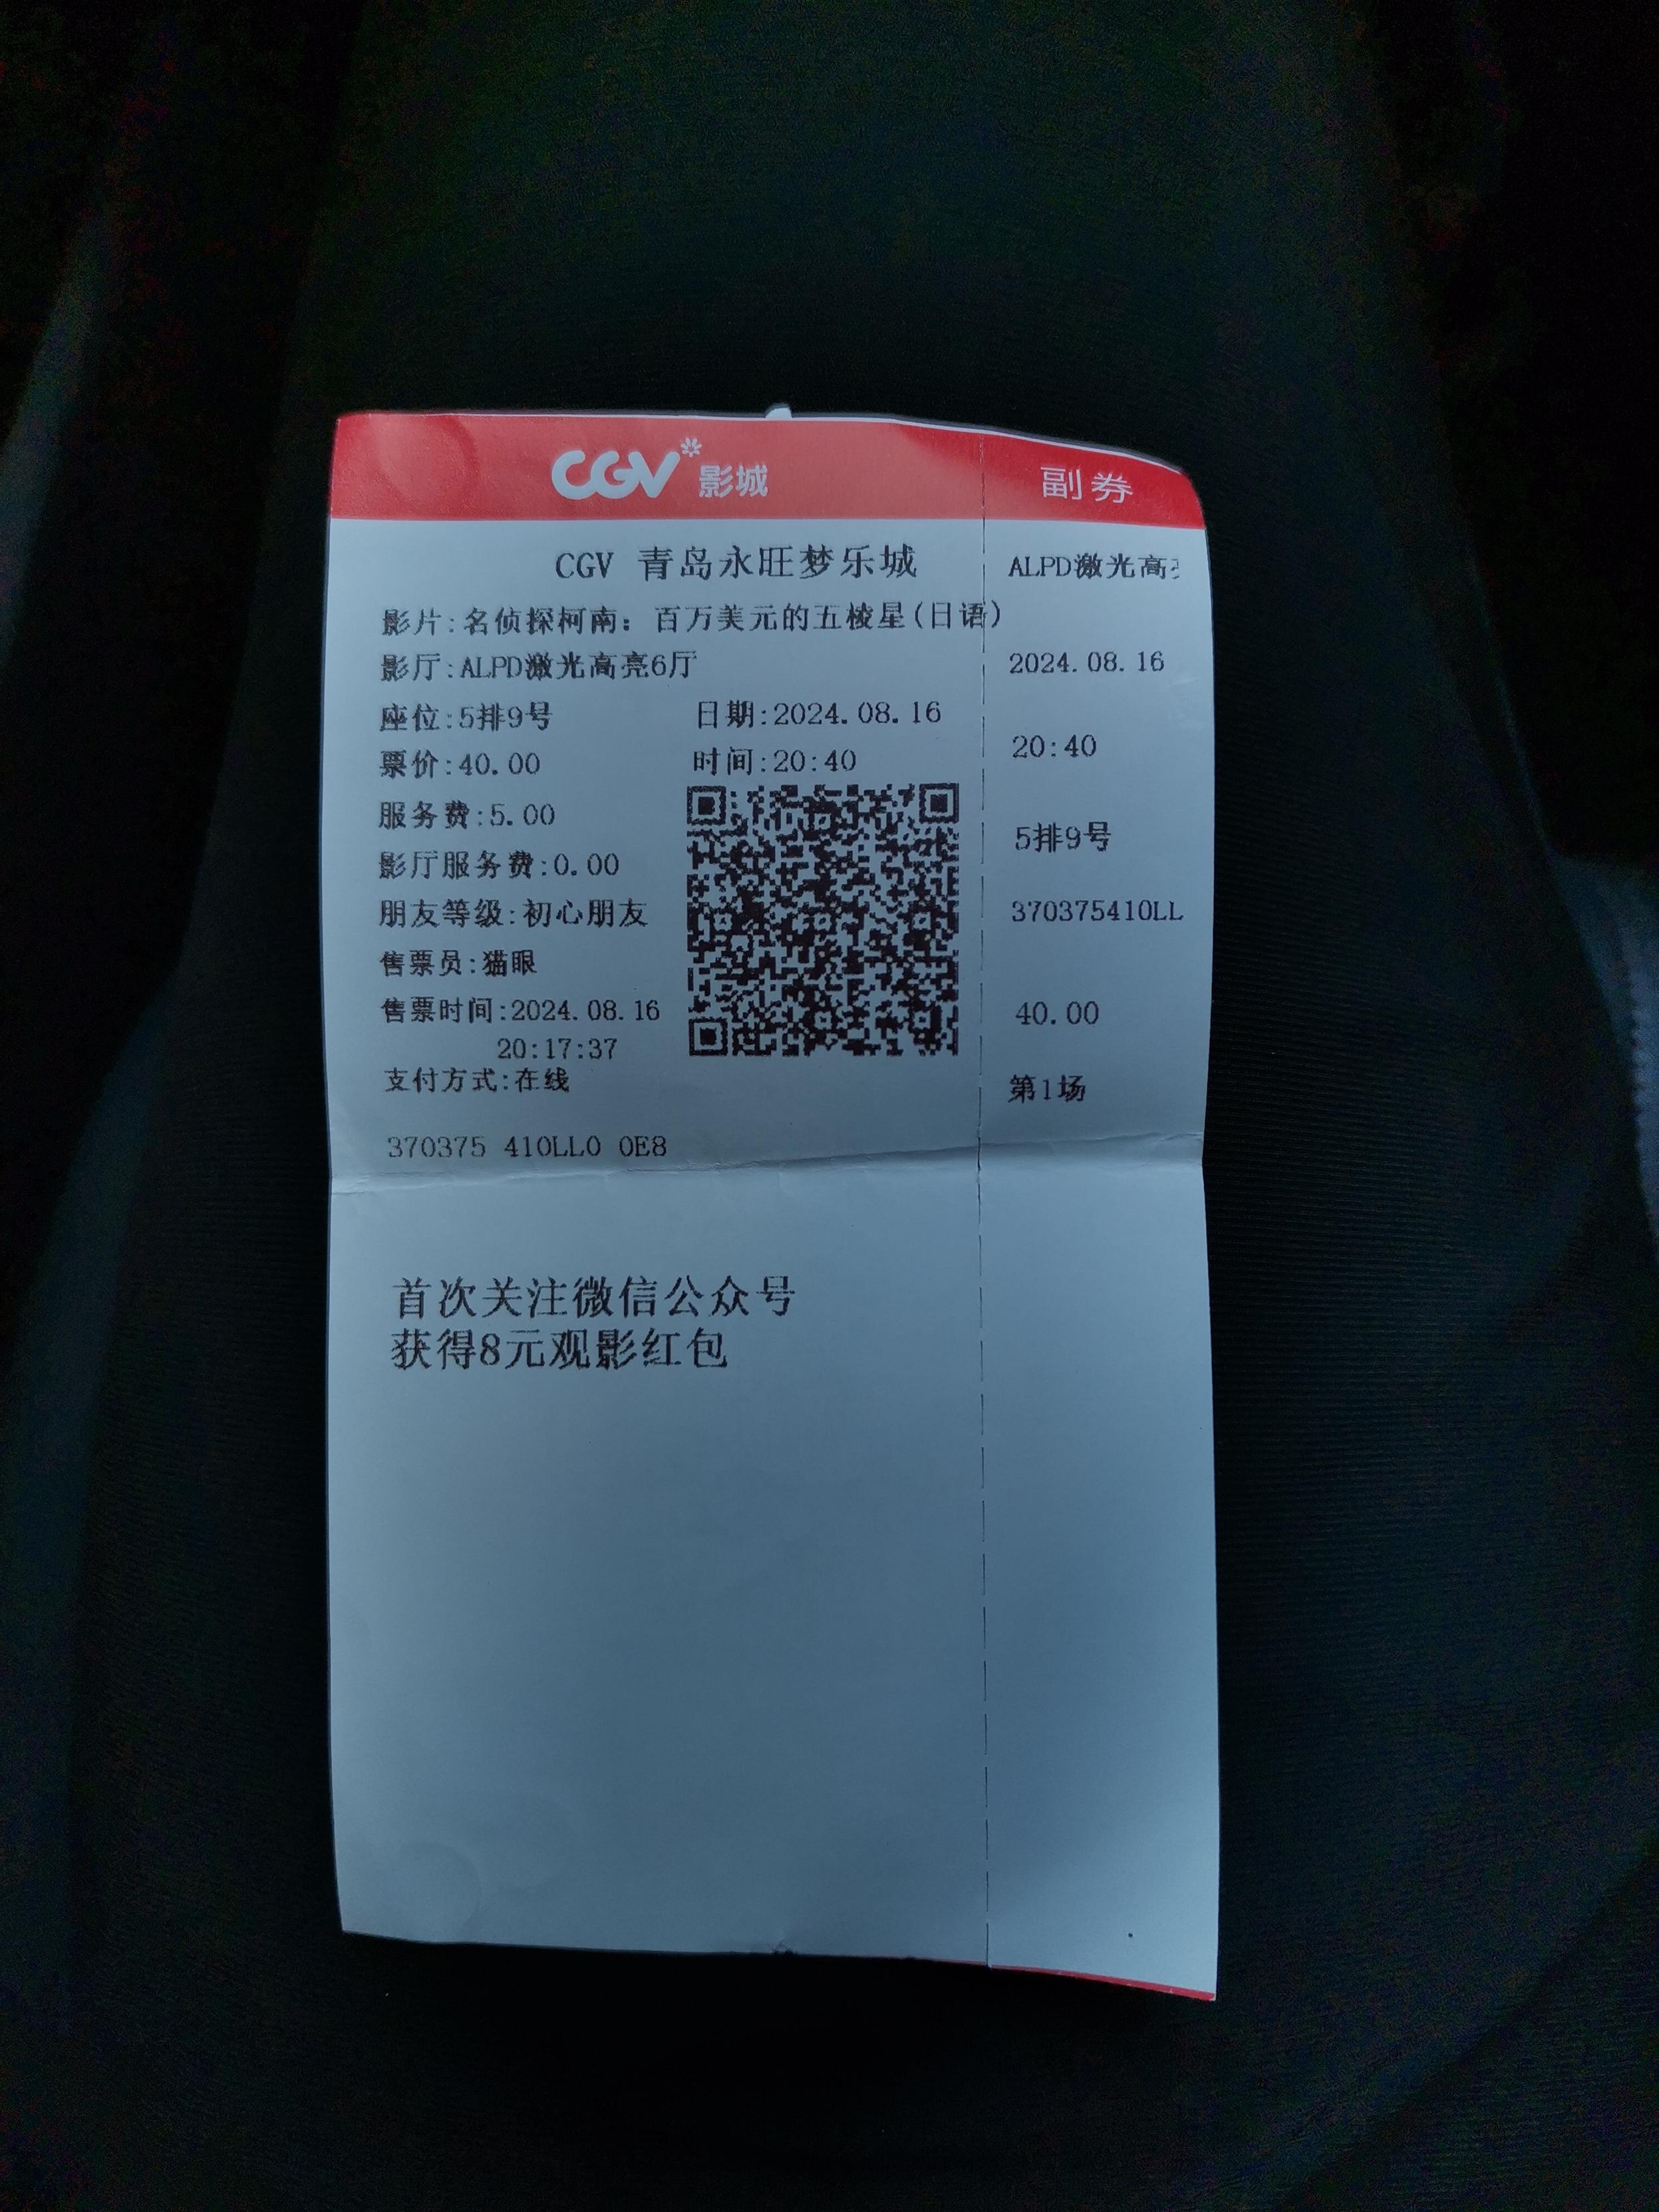 CGV 影城
副券
CGV 青岛永旺梦乐城
影片:名侦探柯南：百万美元的五棱星(日语)
影厅:ALPD激光高亮6厅
座位:5排9号 日期:2024.08.16
票价:40.00 时间:20:40
服务费:5.00
影厅服务费:0.00
朋友等级:初心朋友
售票员:猫眼
售票时间:2024.08.16
20:17:37
支付方式:在线
370375 410LL0 0E8
首次关注微信公众号
获得8元观影红包
ALPD激光高
2024.08.16
20:40
5排9号
370375410LL
40.00
第1场